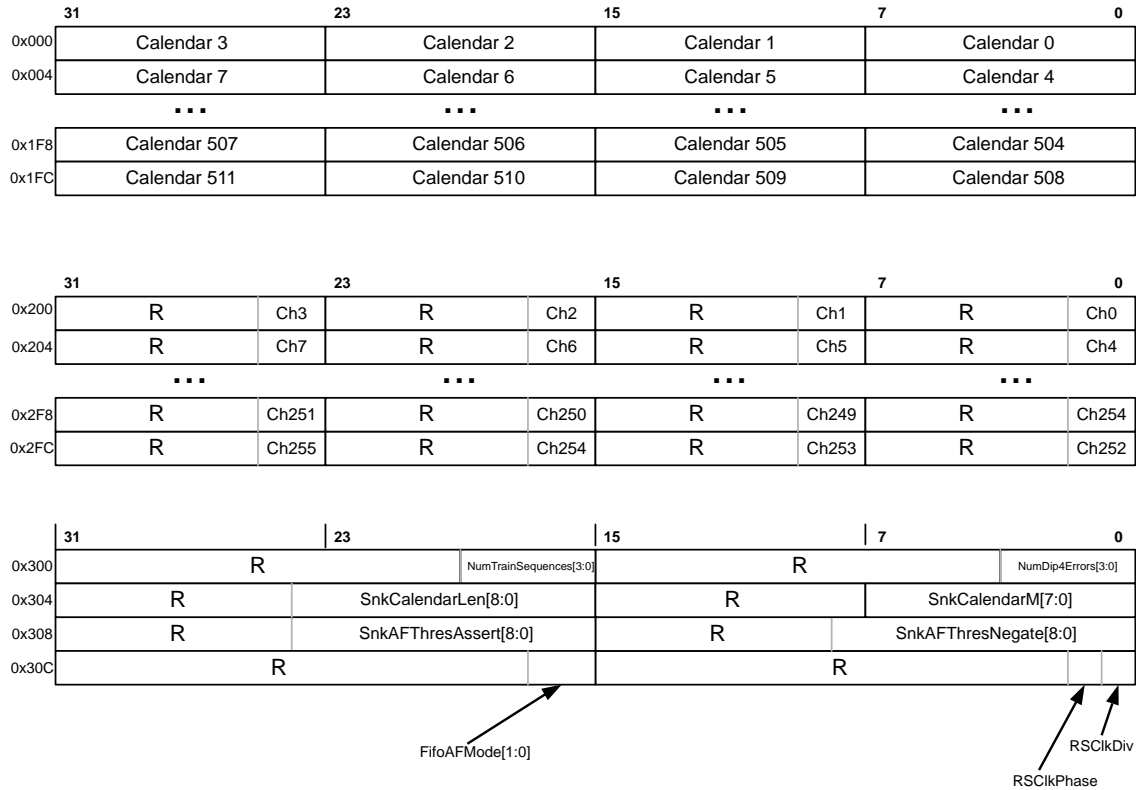 31 23 15 7 0
0x000 Calendar 3 Calendar 2 Calendar 1 Calendar 0
0x004 Calendar 7 Calendar 6 Calendar 5 Calendar 4
... ... ... ...
0x1F8 Calendar 507 Calendar 506 Calendar 505 Calendar 504
0x1FC Calendar 511 Calendar 510 Calendar 509 Calendar 508
31 23 15 7 0
0x200 R Ch3 R Ch2 R Ch1 R Ch0
0x204 R Ch7 R Ch6 R Ch5 R Ch4
... ... ... ...
0x2F8 R Ch251 R Ch250 R Ch249 R Ch254
0x2FC R Ch255 R Ch254 R Ch253 R Ch252
31 23 15 7 0
0x300 R NumTrainSequences[3:0] R NumDip4Errors[3:0]
0x304 R SnkCalendarLen[8:0] R SnkCalendarM[7:0]
0x308 R SnkAFThresAssert[8:0] R SnkAFThresNegate[8:0]
0x30C R R
FifoAFMode[1:0] RSClkDiv
RSClkPhase